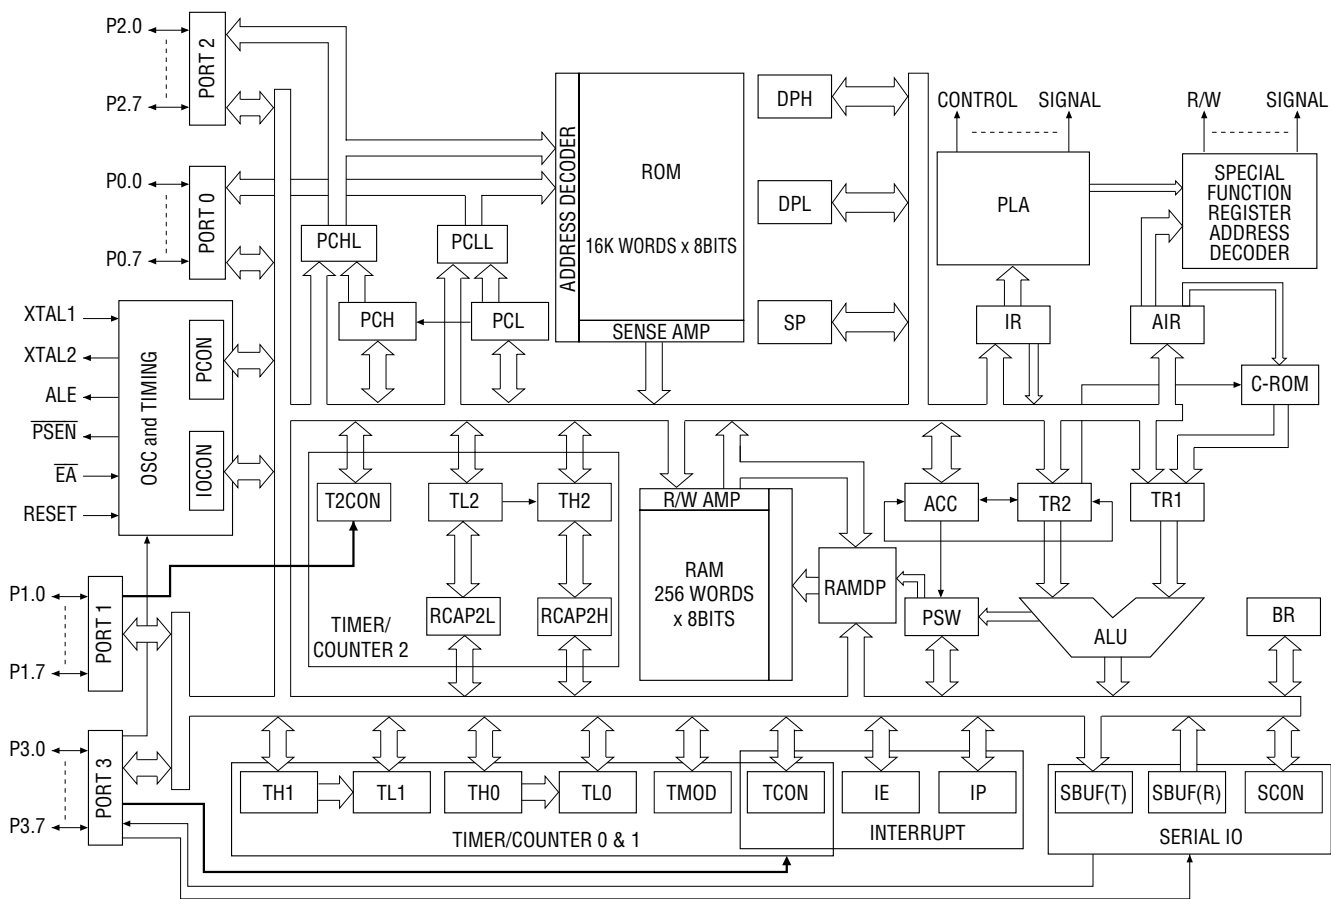 P2.0
P2.7
PORT 2
P0.0
P0.7
PORT 0
XTAL1
XTAL2
ALE
PSEN
EA
RESET
OSC and TIMING
PCON
IOCON
PCHL
PCLL
PCH
PCL
ADDRESS DECODER
ROM
16K WORDS x 8BITS
SENSE AMP
DPH
DPL
SP
CONTROL
SIGNAL
PLA
R/W
SIGNAL
SPECIAL
FUNCTION
REGISTER
ADDRESS
DECODER
IR
AIR
C-ROM
T2CON
TL2
TH2
RCAP2L
RCAP2H
TIMER/
COUNTER 2
R/W AMP
RAM
256 WORDS
x 8BITS
RAMDP
ACC
TR2
TR1
PSW
ALU
BR
P1.0
P1.7
PORT 1
P3.0
P3.7
PORT 3
TH1
TL1
TH0
TL0
TMOD
TCON
IE
IP
TIMER/COUNTER 0 & 1
INTERRUPT
SBUF(T)
SBUF(R)
SCON
SERIAL IO